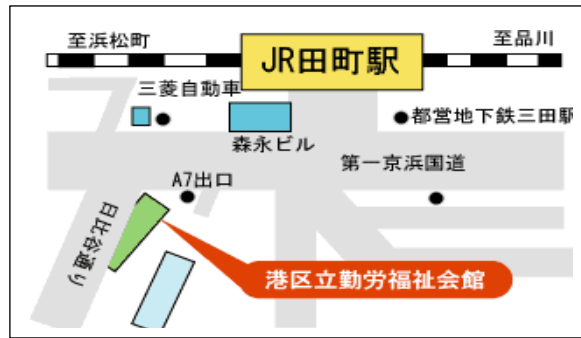 至浜松町
至品川
JR田町駅
三菱自動車
都営地下鉄三田駅
森永ビル
第一京浜国道
A7出口
日比谷通り
港区立勤労福祉会館